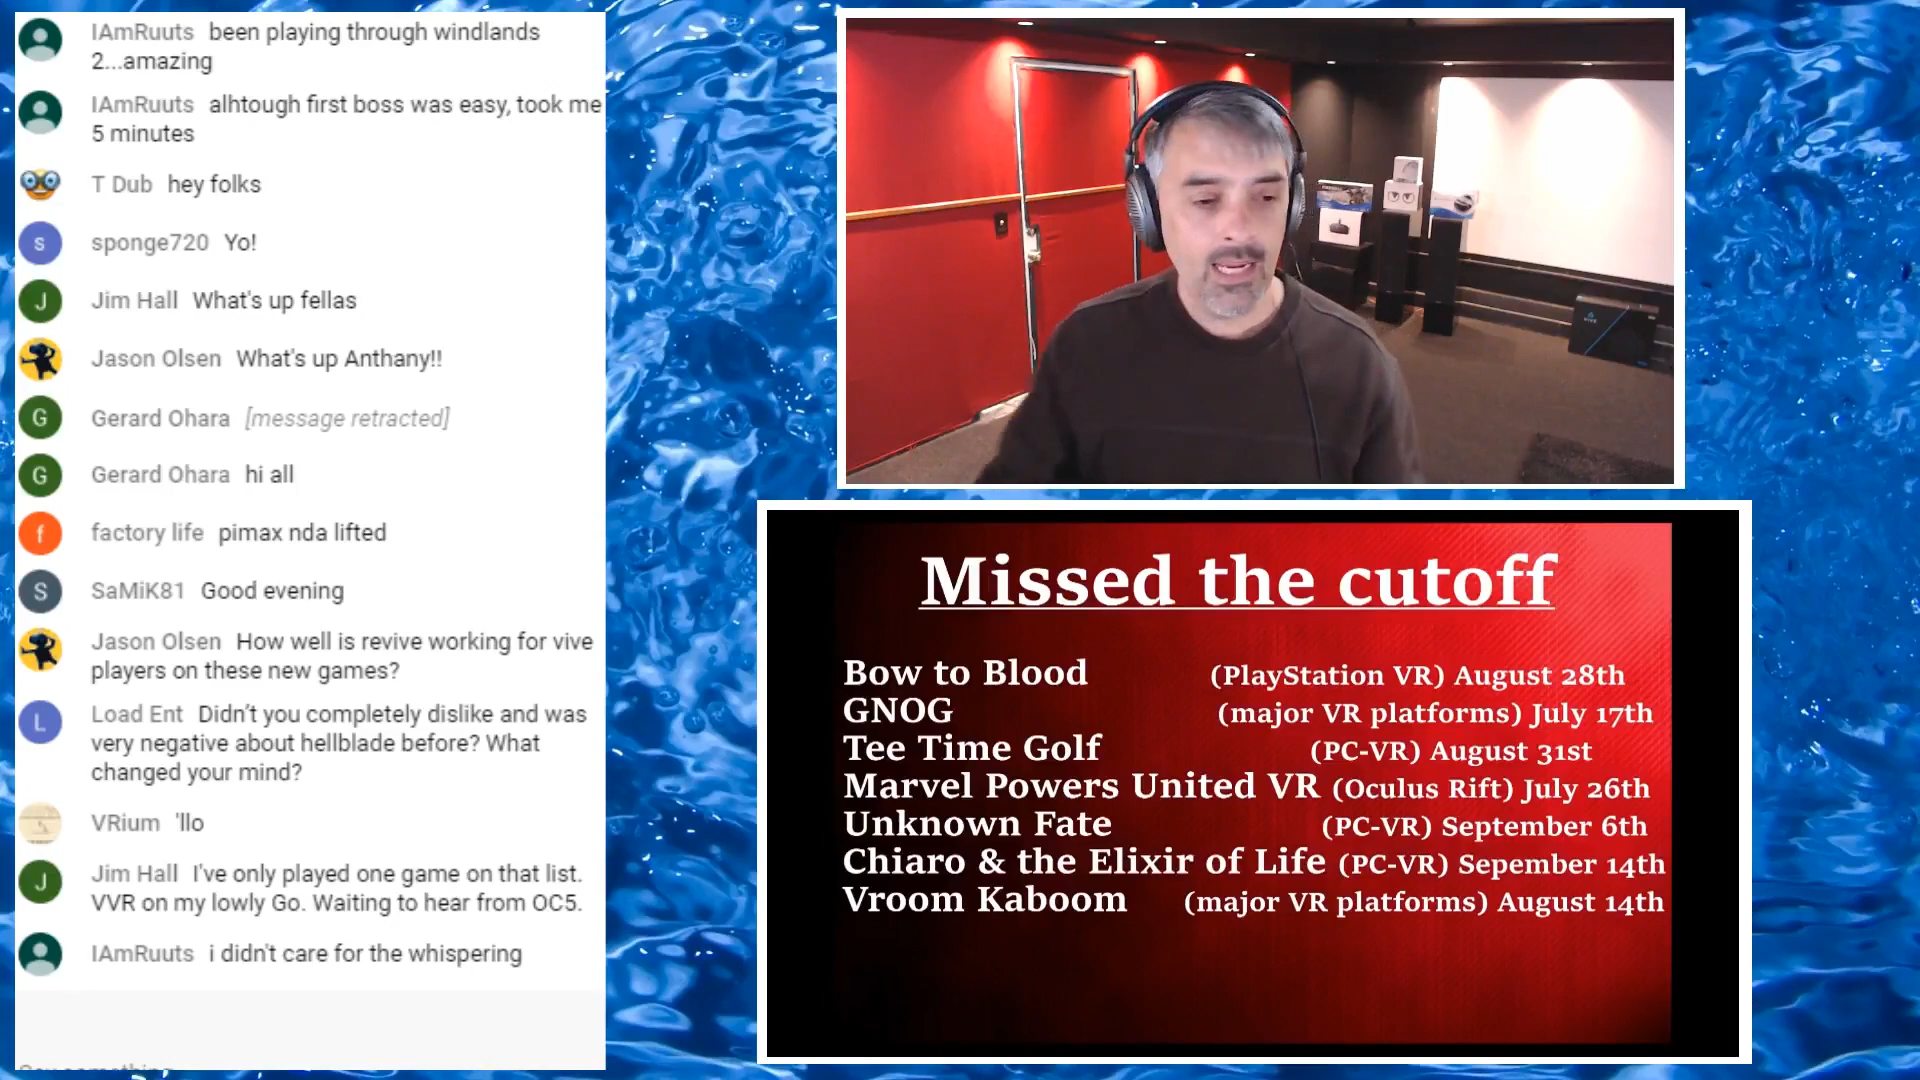 IAmRuuts been playing through windlands
2...amazing
IAmRuuts alhtough first boss was easy, took me
5 minutes
T Dub hey folks
s
sponge720 Yo!
J
Jim Hall What's up fellas
Jason Olsen What's up Anthany!!
G
Gerard Ohara [message retracted]
G
Gerard Ohara hi all
f
factory life pimax nda lifted
S
SaMiK81 Good evening
Jason Olsen How well is revive working for vive
players on these new games?
L
Load Ent Didn't you completely dislike and was
very negative about hellblade before? What
changed your mind?
VRium 'llo
J
Jim Hall I've only played one game on that list.
VVR on my lowly Go. Waiting to hear from OC5.
IAmRuuts i didn't care for the whispering
Missed the cutoff
Bow to Blood (PlayStation VR) August 28th
GNOG (major VR platforms) July 17th
Tee Time Golf (PC-VR) August 31st
Marvel Powers United VR (Oculus Rift) July 26th
Unknown Fate (PC-VR) September 6th
Chiaro & the Elixir of Life (PC-VR) Sepember 14th
Vroom Kaboom (major VR platforms) August 14th